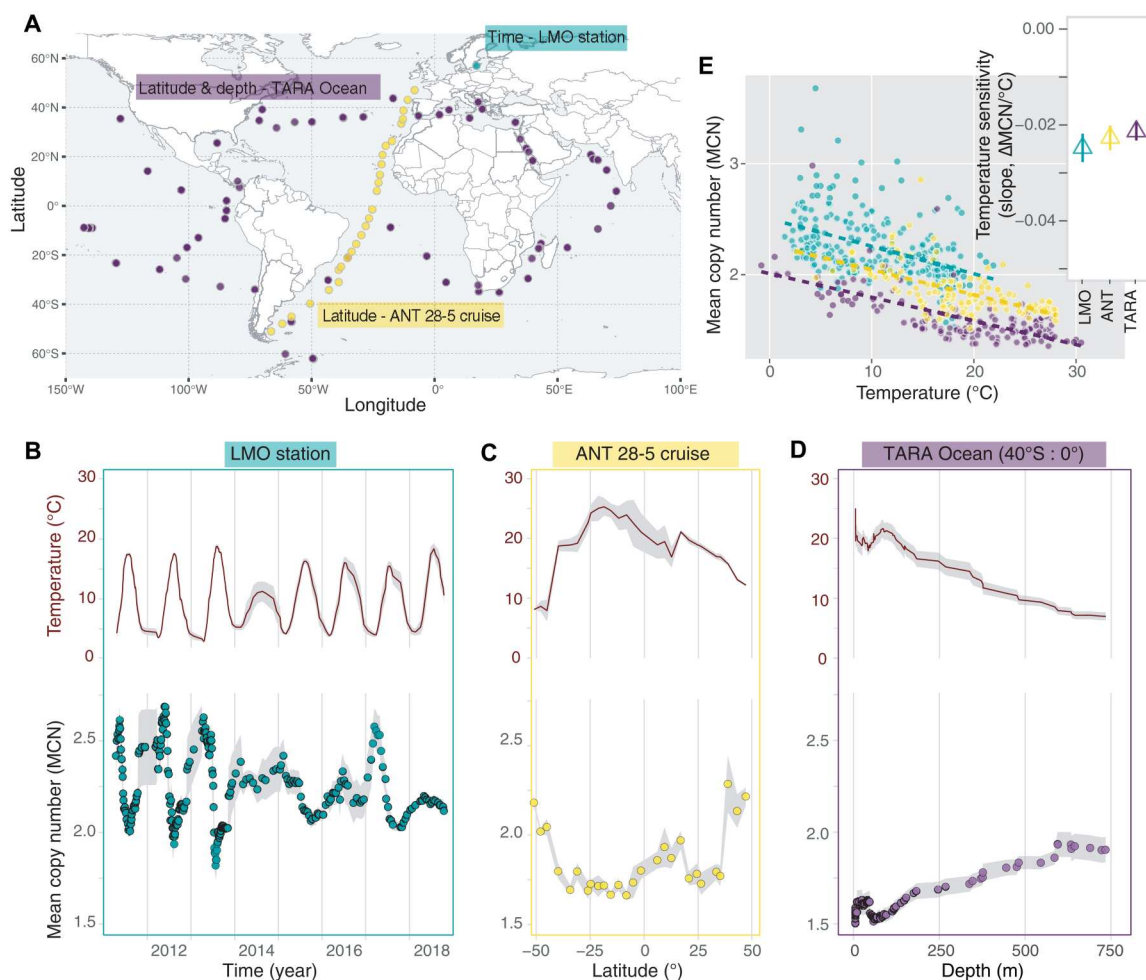 A
Time - LMO station
Latitude & depth - TARA Ocean
Latitude - ANT 28-5 cruise
60°N
40°N
20°N
0°
20°S
40°S
60°S
Latitude
150°W
100°W
50°W
0°
50°E
100°E
Longitude
E
Mean copy number (MCN)
3
2
0
10
20
30
Temperature (°C)
Temperature sensitivity
(slope, ΔMCN/°C)
0.00
−0.02
−0.04
LMO
ANT
TARA
B
LMO station
Temperature (°C)
30
20
10
0
Mean copy number (MCN)
2.5
2.0
1.5
2012
2014
2016
2018
Time (year)
C
ANT 28-5 cruise
30
20
10
0
2.5
2.0
1.5
−50
−25
0
25
50
Latitude (°)
D
TARA Ocean (40°S : 0°)
30
20
10
0
2.5
2.0
1.5
0
250
500
750
Depth (m)